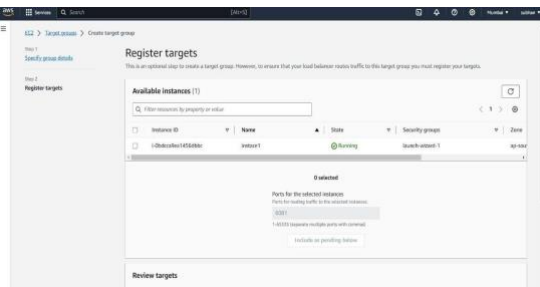 aws
Services
Search
[Alt+S]
Mumbai
EC2 > Target groups > Create target group
Step 1
Specify group details
Step 2
Register targets
Register targets
This is an optional step to create a target group. However, to ensure that your load balancer routes traffic to this target group you must register your targets.
Available instances (1)
Filter resources by property or value
1
Instance ID Name State Security groups Zone
Running
0 selected
Ports for the selected instances
Ports for routing traffic to the selected instances.
1-65535 (separate multiple ports with commas)
Include as pending below
Review targets